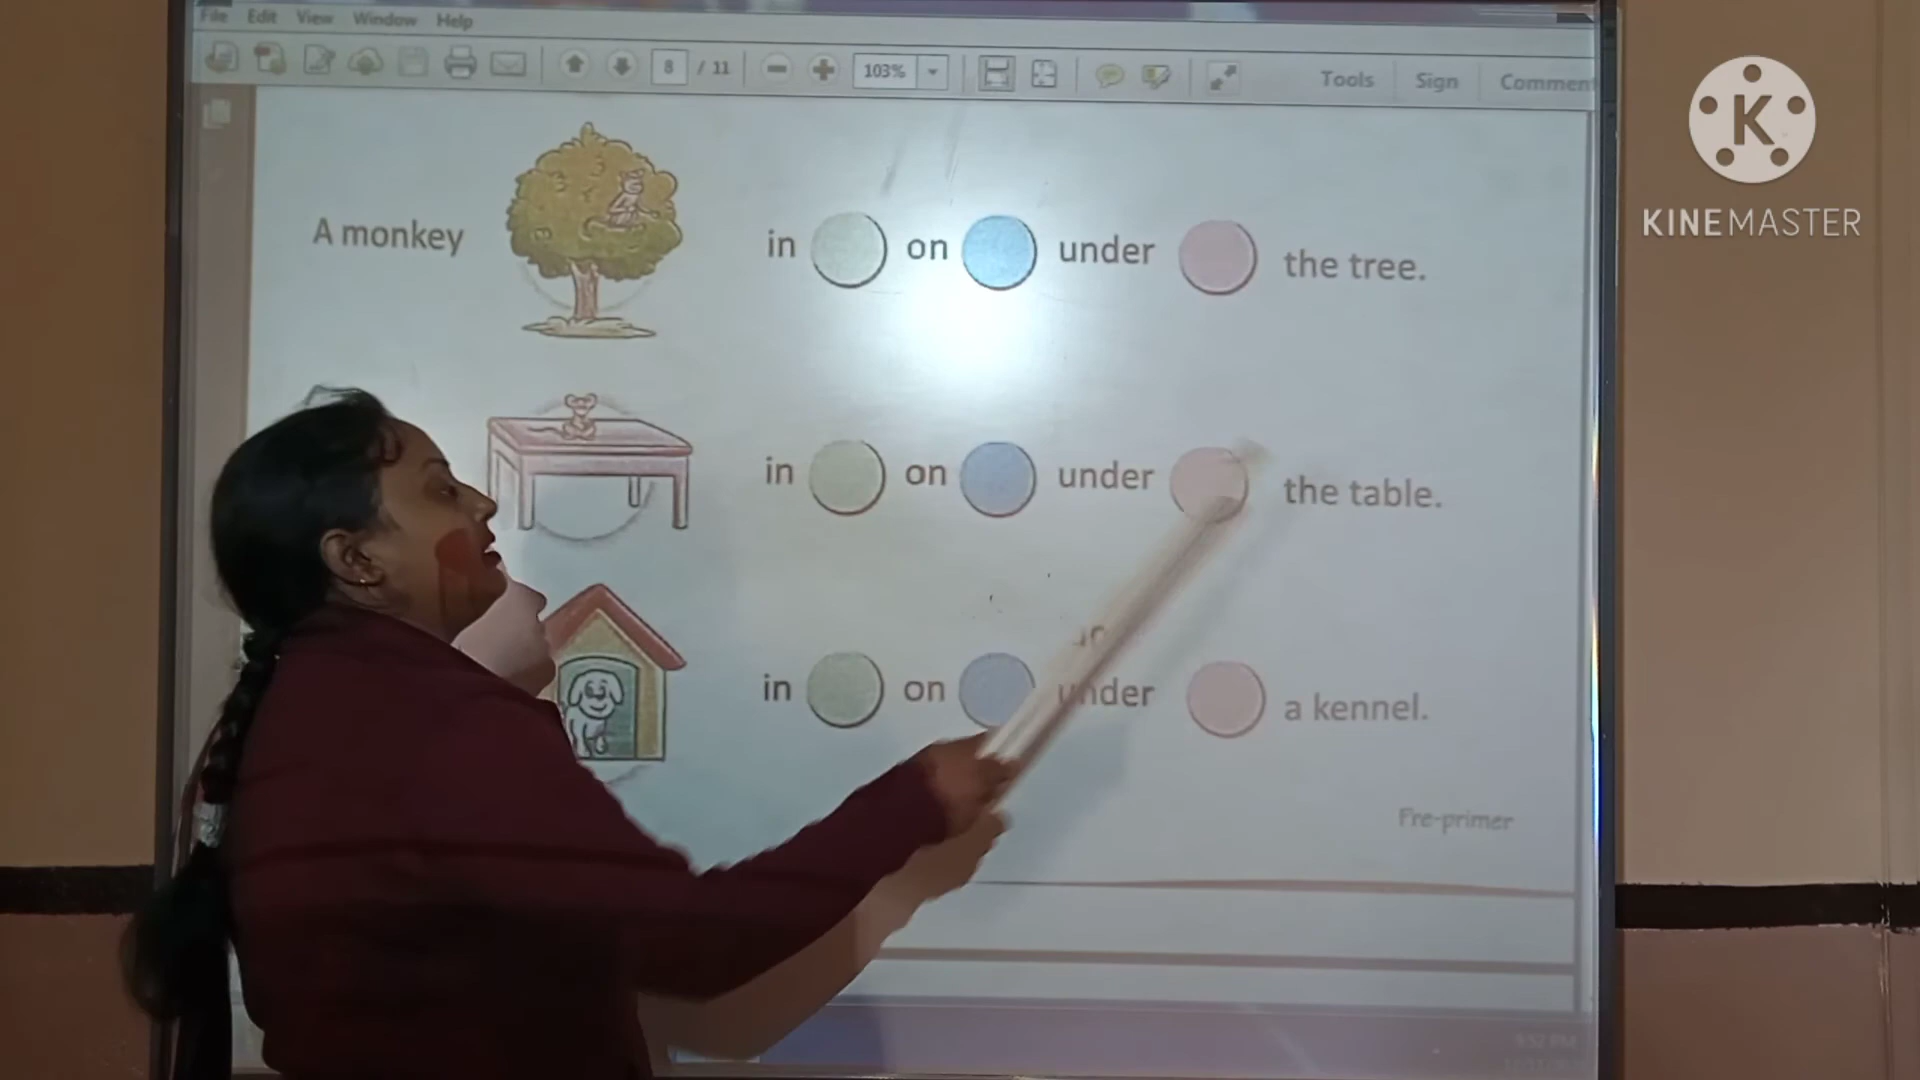 File Edit View Window Help
8 / 11 103% Tools Sign Comment
A monkey in on under the tree.
in on under the table.
in on under a kennel.
Pre-primer
K
KINEMASTER